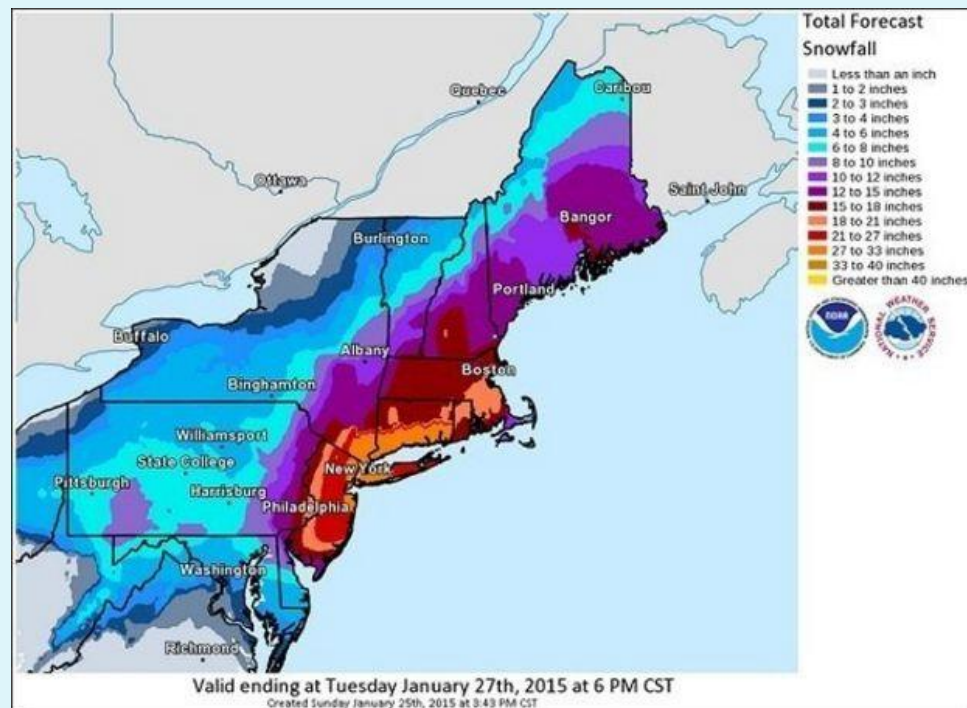 Total Forecast
Snowfall
Less than an inch
1 to 2 inches
2 to 3 inches
3 to 4 inches
4 to 6 inches
6 to 8 inches
8 to 10 inches
10 to 12 inches
12 to 15 inches
15 to 18 inches
18 to 21 inches
21 to 27 inches
27 to 33 inches
33 to 40 inches
Greater than 40 inches
noaa
NATIONAL WEATHER SERVICE
Quebec
Caribou
Ottawa
Saint John
Bangor
Burlington
Portland
Buffalo
Albany
Boston
Binghamton
Williamsport
State College
New York
Pittsburgh
Harrisburg
Philadelphia
Washington
Richmond
Valid ending at Tuesday January 27th, 2015 at 6 PM CST
Created Sunday January 25th, 2015 at 3:43 PM CST